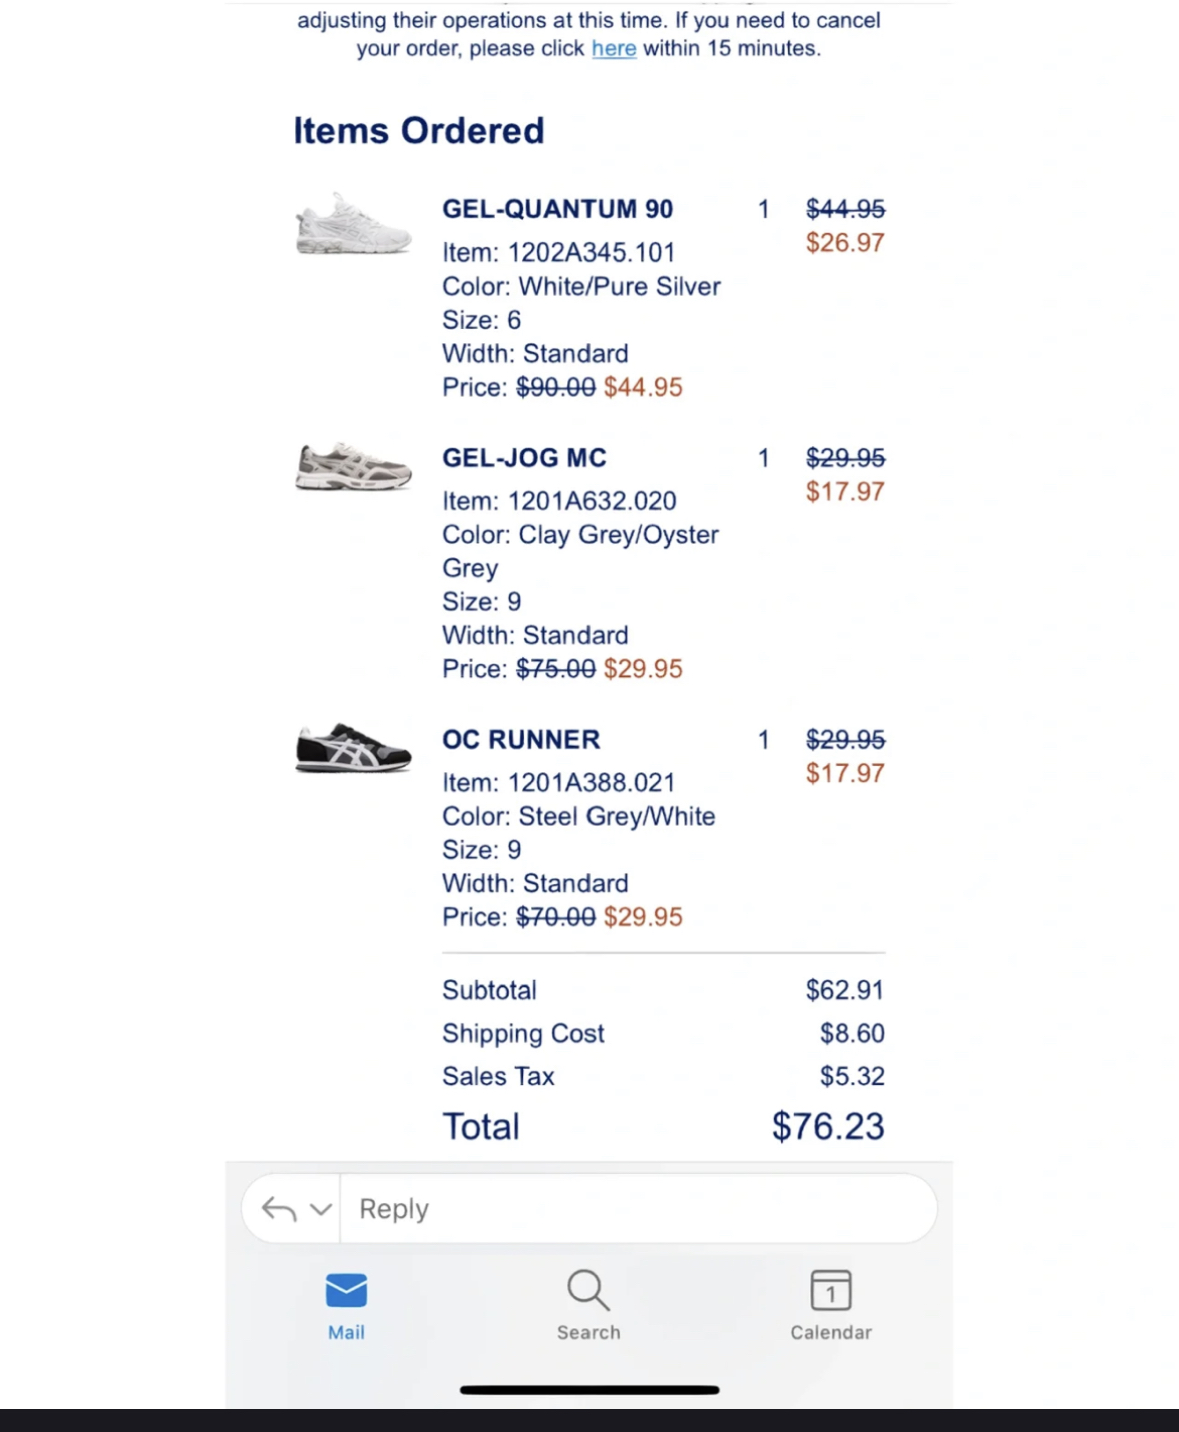 adjusting their operations at this time. If you need to cancel
your order, please click here within 15 minutes.
Items Ordered
GEL-QUANTUM 90 1 $44.95
$26.97
Item: 1202A345.101
Color: White/Pure Silver
Size: 6
Width: Standard
Price: $90.00 $44.95
GEL-JOG MC 1 $29.95
$17.97
Item: 1201A632.020
Color: Clay Grey/Oyster
Grey
Size: 9
Width: Standard
Price: $75.00 $29.95
OC RUNNER 1 $29.95
$17.97
Item: 1201A388.021
Color: Steel Grey/White
Size: 9
Width: Standard
Price: $70.00 $29.95
Subtotal $62.91
Shipping Cost $8.60
Sales Tax $5.32
Total $76.23
Reply
1
Mail Search Calendar